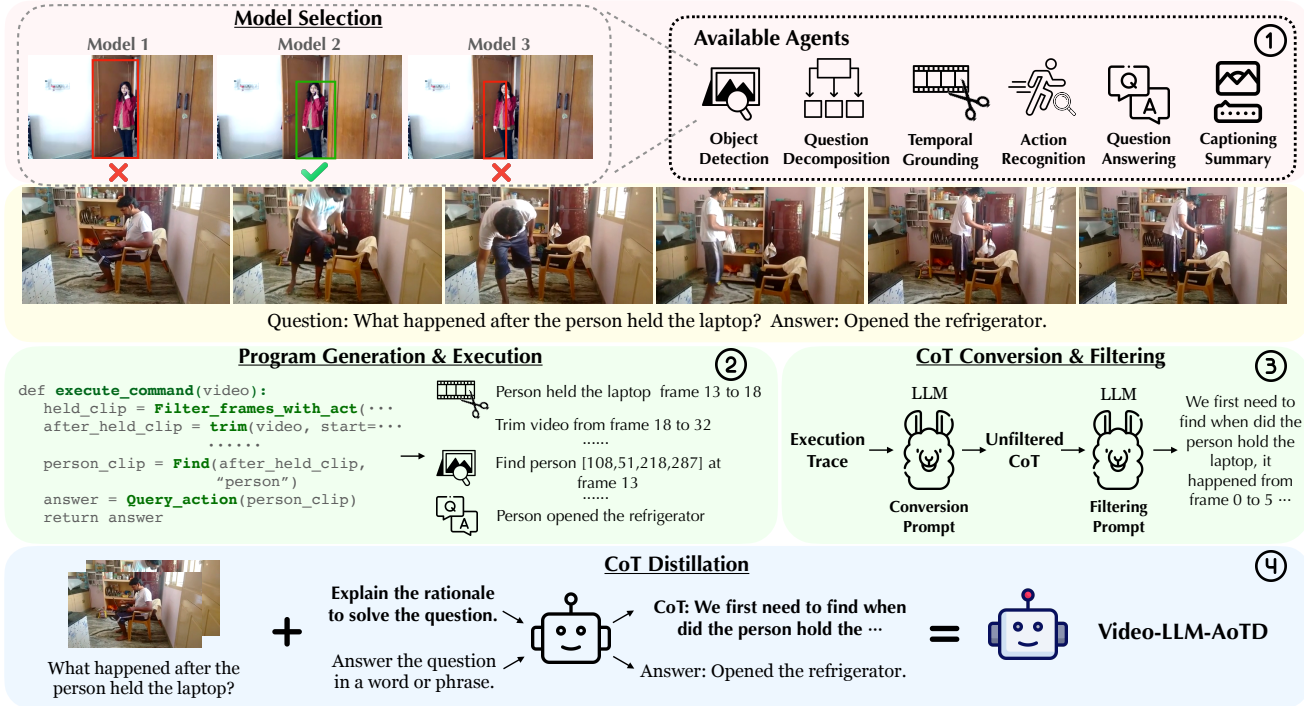 Model Selection
Model 1
Model 2
Model 3
Available Agents
1
Object
Detection
Question
Decomposition
Temporal
Grounding
Action
Recognition
Q
A
Question
Answering
Captioning
Summary
Question: What happened after the person held the laptop?  Answer: Opened the refrigerator.
Program Generation & Execution
2
def execute_command(video):
held_clip = Filter_frames_with_act(···
after_held_clip = trim(video, start=···
······
person_clip = Find(after_held_clip,
“person”)
answer = Query_action(person_clip)
return answer
Person held the laptop  frame 13 to 18
Trim video from frame 18 to 32
······
Find person [108,51,218,287] at
frame 13
······
Q
A
Person opened the refrigerator
CoT Conversion & Filtering
3
Execution
Trace
LLM
Conversion
Prompt
Unfiltered
CoT
LLM
Filtering
Prompt
We first need to
find when did the
person hold the
laptop, it
happened from
frame 0 to 5 ···
CoT Distillation
4
What happened after the
person held the laptop?
+
Explain the rationale
to solve the question.
Answer the question
in a word or phrase.
CoT: We first need to find when
did the person hold the ···
Answer: Opened the refrigerator.
=
Video-LLM-AoTD